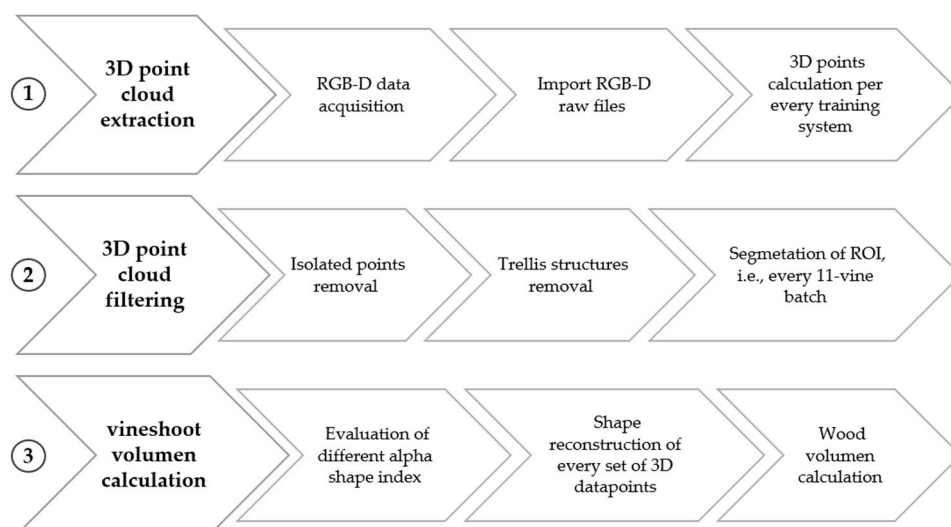 1
3D point
cloud
extraction
RGB-D data
acquisition
Import RGB-D
raw files
3D points
calculation per
every training
system
2
3D point
cloud
filtering
Isolated points
removal
Trellis structures
removal
Segmetation of ROI,
i.e., every 11-vine
batch
3
vineshoot
volumen
calculation
Evaluation of
different alpha
shape index
Shape
reconstruction of
every set of 3D
datapoints
Wood
volumen
calculation